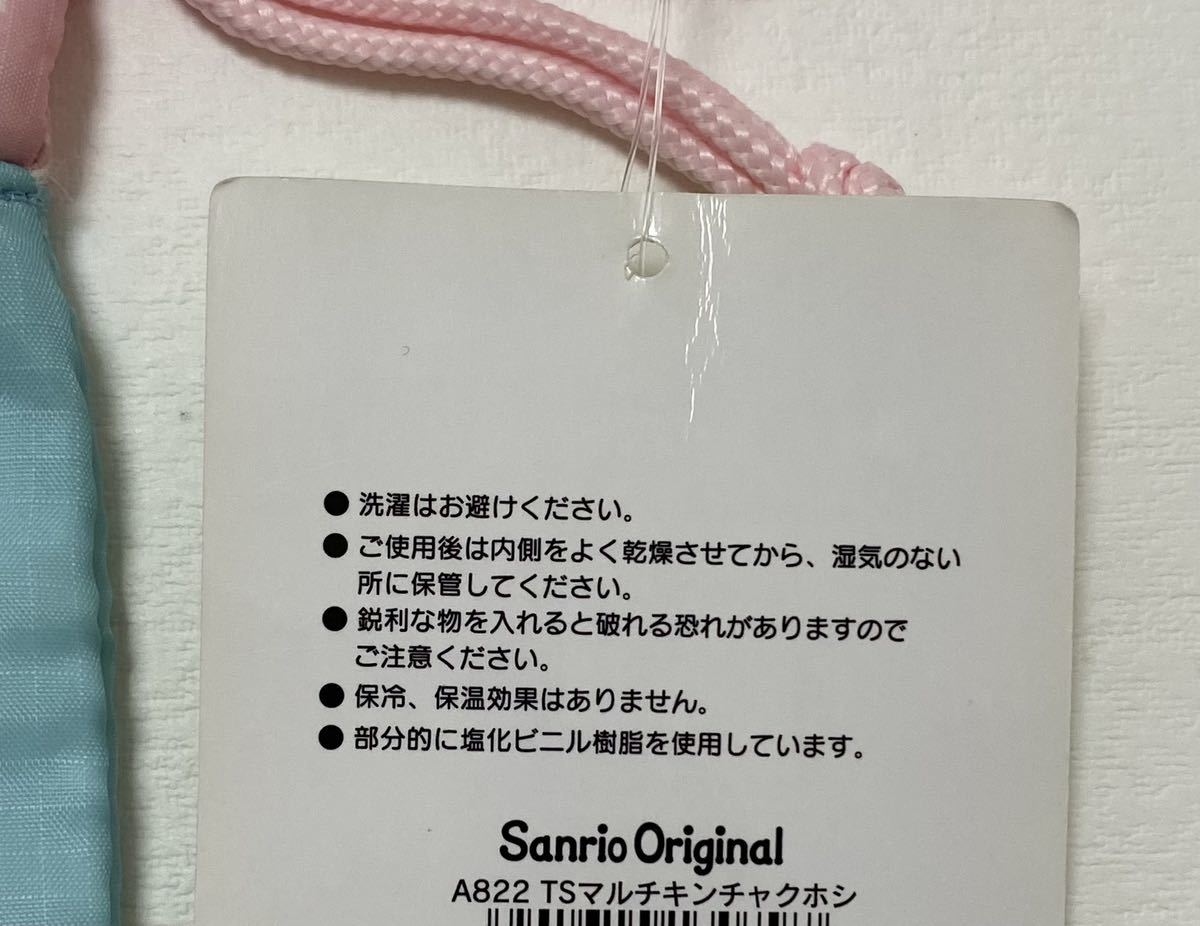 ● 洗濯はお避けください。
● ご使用後は内側をよく乾燥させてから、湿気のない
所に保管してください。
● 鋭利な物を入れると破れる恐れがありますので
ご注意ください。
● 保冷、保温効果はありません。
● 部分的に塩化ビニル樹脂を使用しています。
Sanrio Original
A822 TSマルチキンチャクホシ